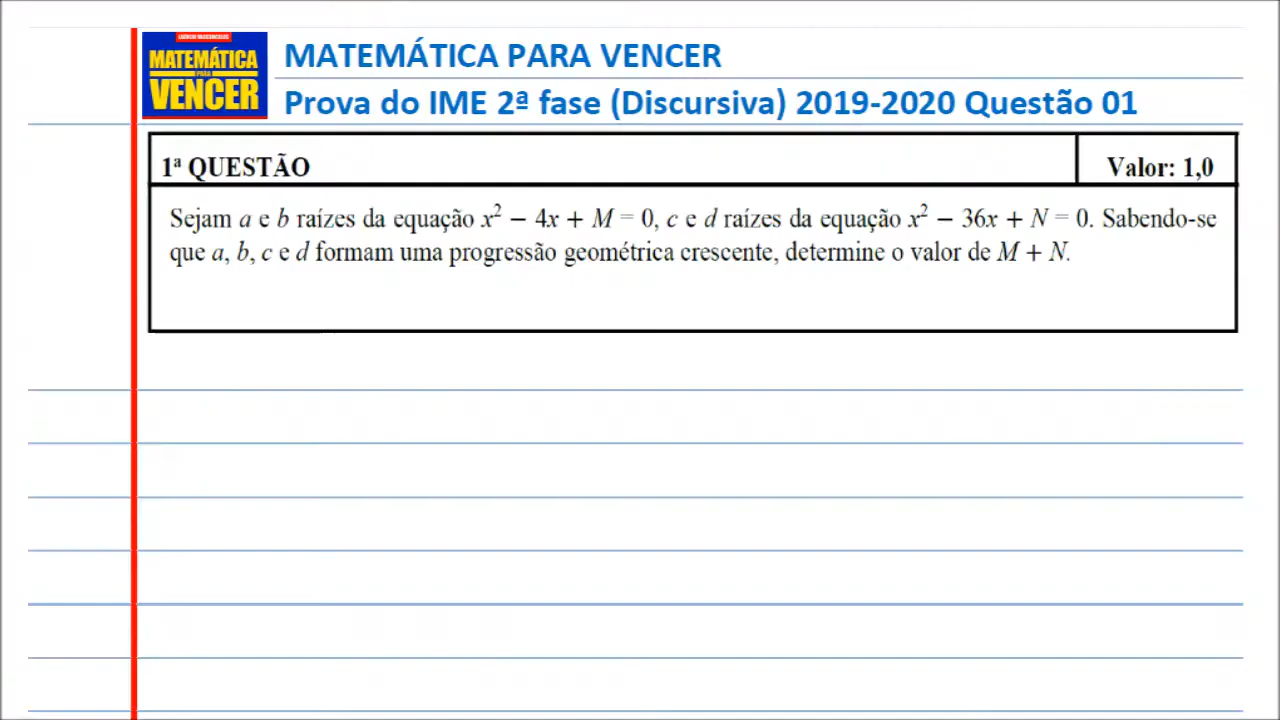 LAÉRCIO VASCONCELOS
MATEMÁTICA
PARA
VENCER
MATEMÁTICA PARA VENCER
Prova do IME 2ª fase (Discursiva) 2019-2020 Questão 01
1ª QUESTÃO Valor: 1,0
Sejam a e b raízes da equação x² − 4x + M = 0, c e d raízes da equação x² − 36x + N = 0. Sabendo-se
que a, b, c e d formam uma progressão geométrica crescente, determine o valor de M + N.